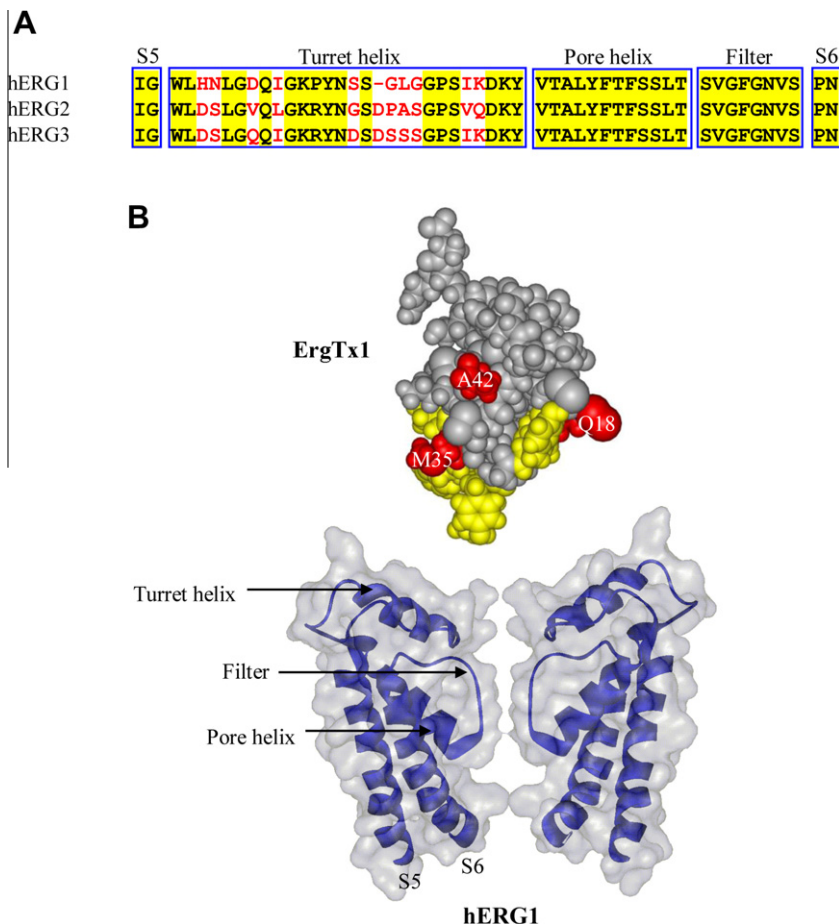 A
S5 Turret helix Pore helix Filter S6
hERG1 IG WLHNLGDQIGKPYNSS-GLGGPSIKDKY VTALYFTFSSLT SVGFGNVS PN
hERG2 IG WLDSLGVQLGKRYNGSDPASGPSVQDKY VTALYFTFSSLT SVGFGNVS PN
hERG3 IG WLDSLGQQIGKRYNSDSSSGPSIKDKY VTALYFTFSSLT SVGFGNVS PN
B
ErgTx1
A42
Q18
M35
Turret helix
Filter
Pore helix
S6
S5
hERG1